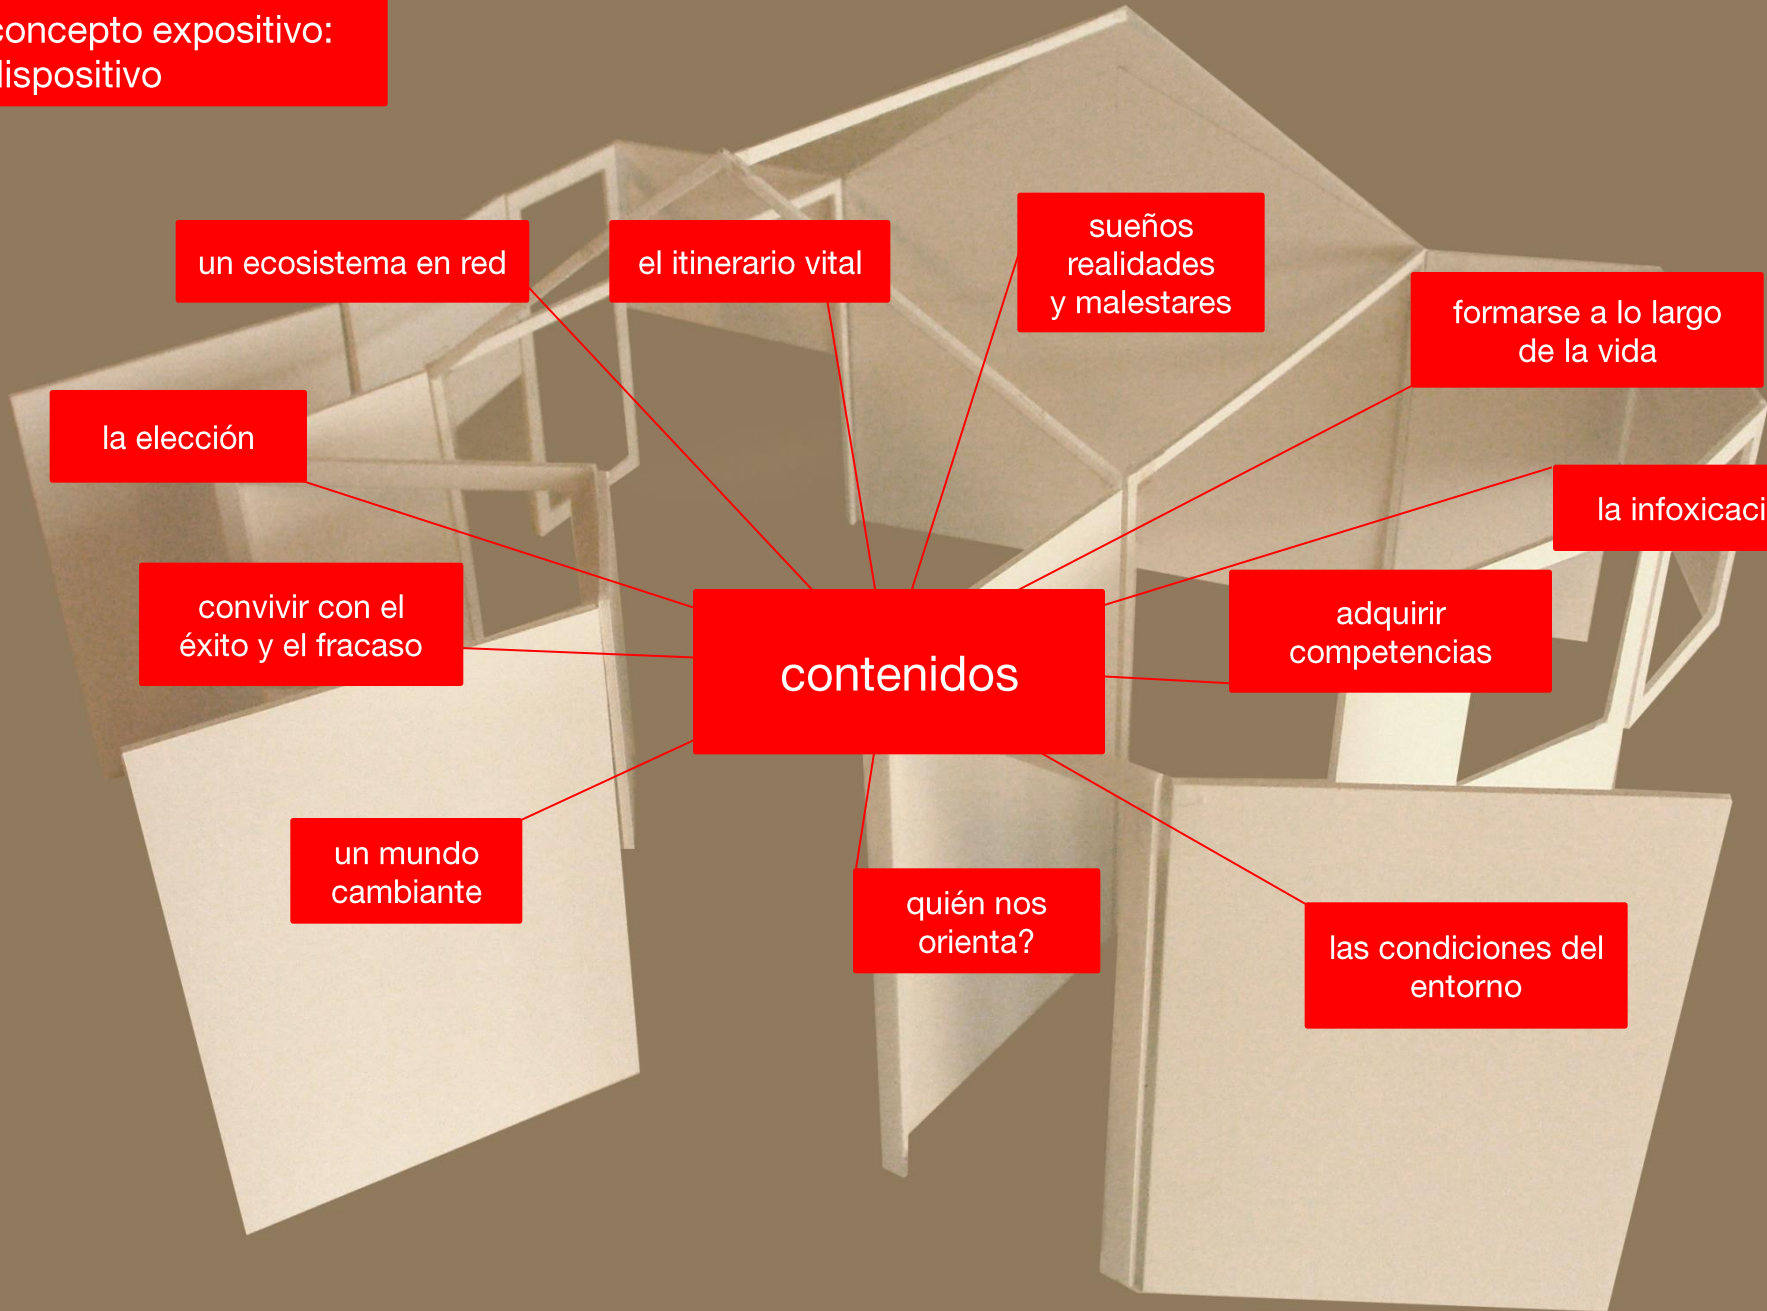 concepto expositivo:
dispositivo
un ecosistema en red
el itinerario vital
sueños
realidades
y malestares
formarse a lo largo
de la vida
la elección
la infoxicaci
convivir con el
éxito y el fracaso
adquirir
competencias
contenidos
un mundo
cambiante
quién nos
orienta?
las condiciones del
entorno